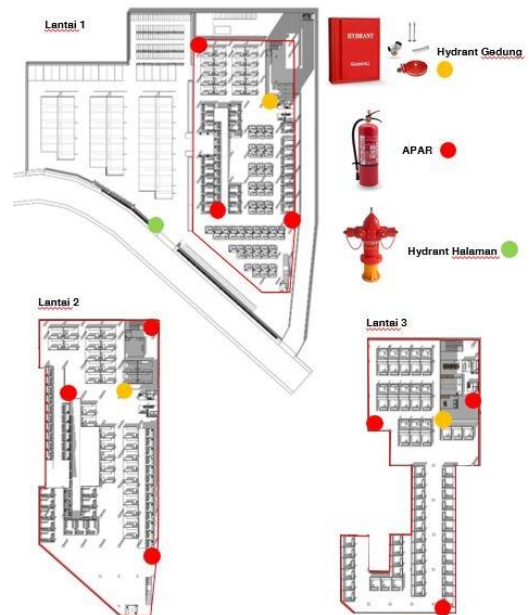 Lantai 1
HYDRANT
Hydrant Gedung
APAR
Hydrant Halaman
Lantai 2
Lantai 3